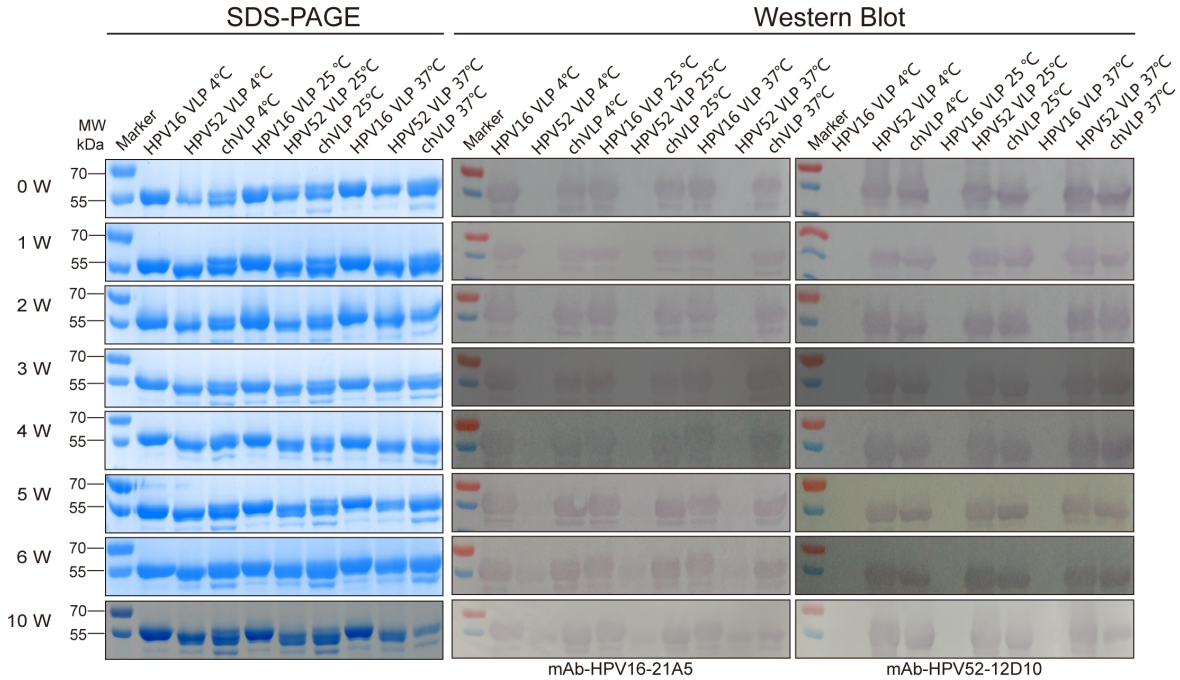 SDS-PAGE Western Blot
MW kDa
Marker HPV16 VLP 4℃ HPV52 VLP 4℃ chVLP 4℃ HPV16 VLP 25 ℃ HPV52 VLP 25℃ chVLP 25℃ HPV16 VLP 37℃ HPV52 VLP 37℃ chVLP 37℃
Marker HPV16 VLP 4℃ HPV52 VLP 4℃ chVLP 4℃ HPV16 VLP 25 ℃ HPV52 VLP 25℃ chVLP 25℃ HPV16 VLP 37℃ HPV52 VLP 37℃ chVLP 37℃
Marker HPV16 VLP 4℃ HPV52 VLP 4℃ chVLP 4℃ HPV16 VLP 25 ℃ HPV52 VLP 25℃ chVLP 25℃ HPV16 VLP 37℃ HPV52 VLP 37℃ chVLP 37℃
0 W 70 55
1 W 70 55
2 W 70 55
3 W 70 55
4 W 70 55
5 W 70 55
6 W 70 55
10 W 70 55
mAb-HPV16-21A5 mAb-HPV52-12D10